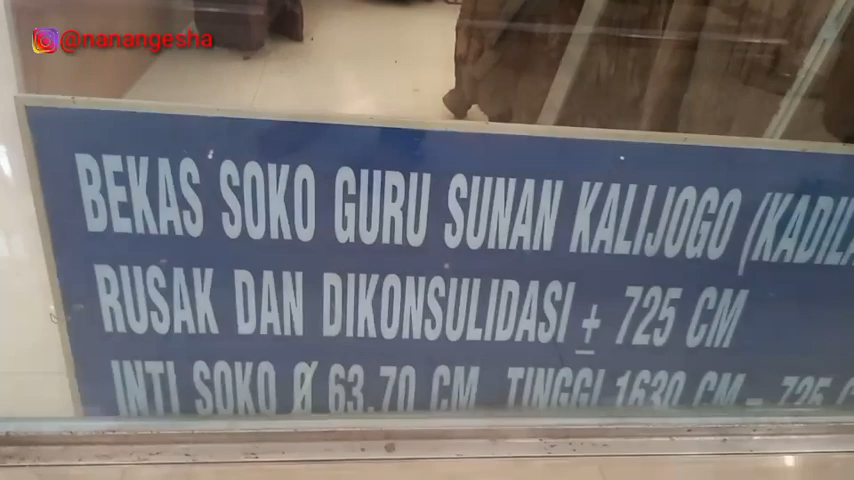 @nanangesha
BEKAS SOKO GURU SUNAN KALIJOGO
RUSAK DAN DIKONSULIDASI ± 725 CM
INTI SOKO Ø 63.70 CM TINGGI 1630 CM - 725